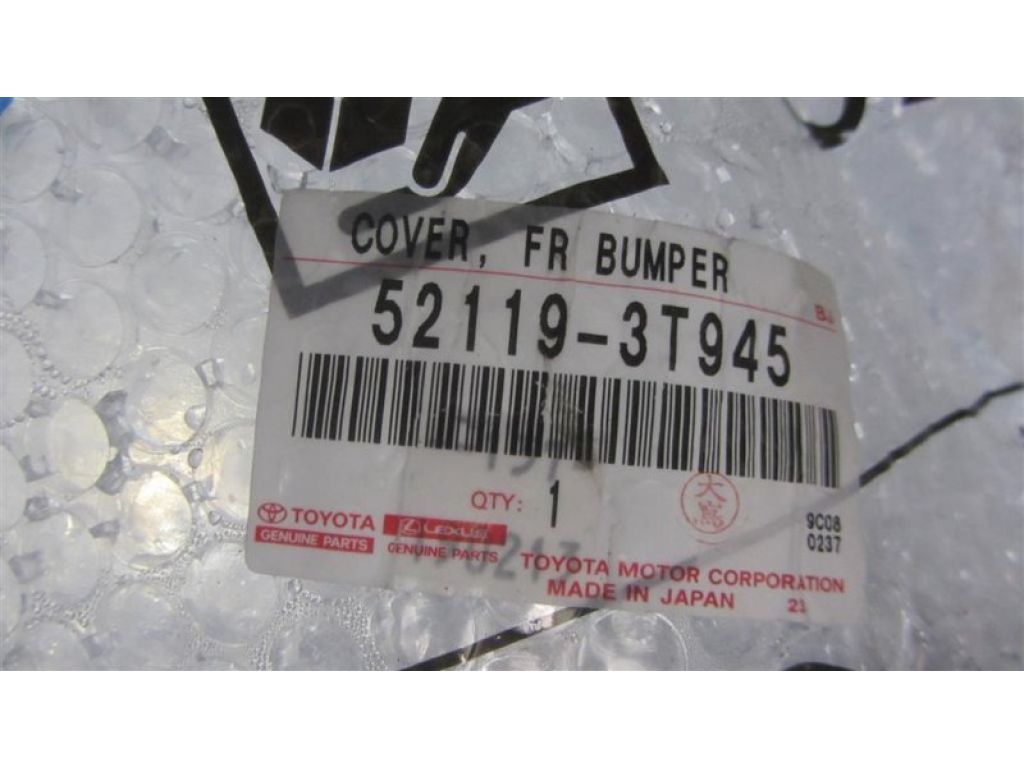 COVER, FR BUMPER
52119-3T945
QTY: 1
大
TOYOTA
GENUINE PARTS
LEXUS
GENUINE PARTS
9C08
0237
TOYOTA MOTOR CORPORATION
MADE IN JAPAN 23